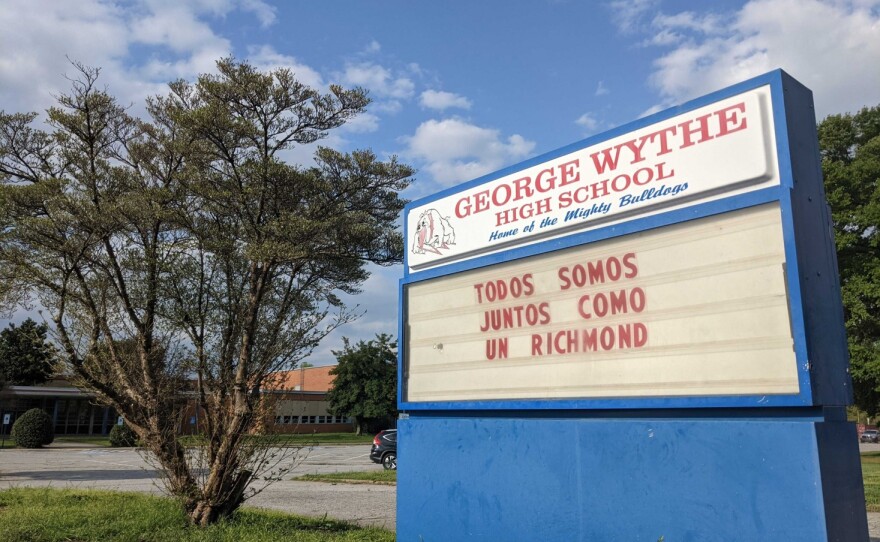 GEORGE WYTHE
HIGH SCHOOL
Home of the Mighty Bulldogs
TODOS SOMOS
JUNTOS COMO
UN RICHMOND